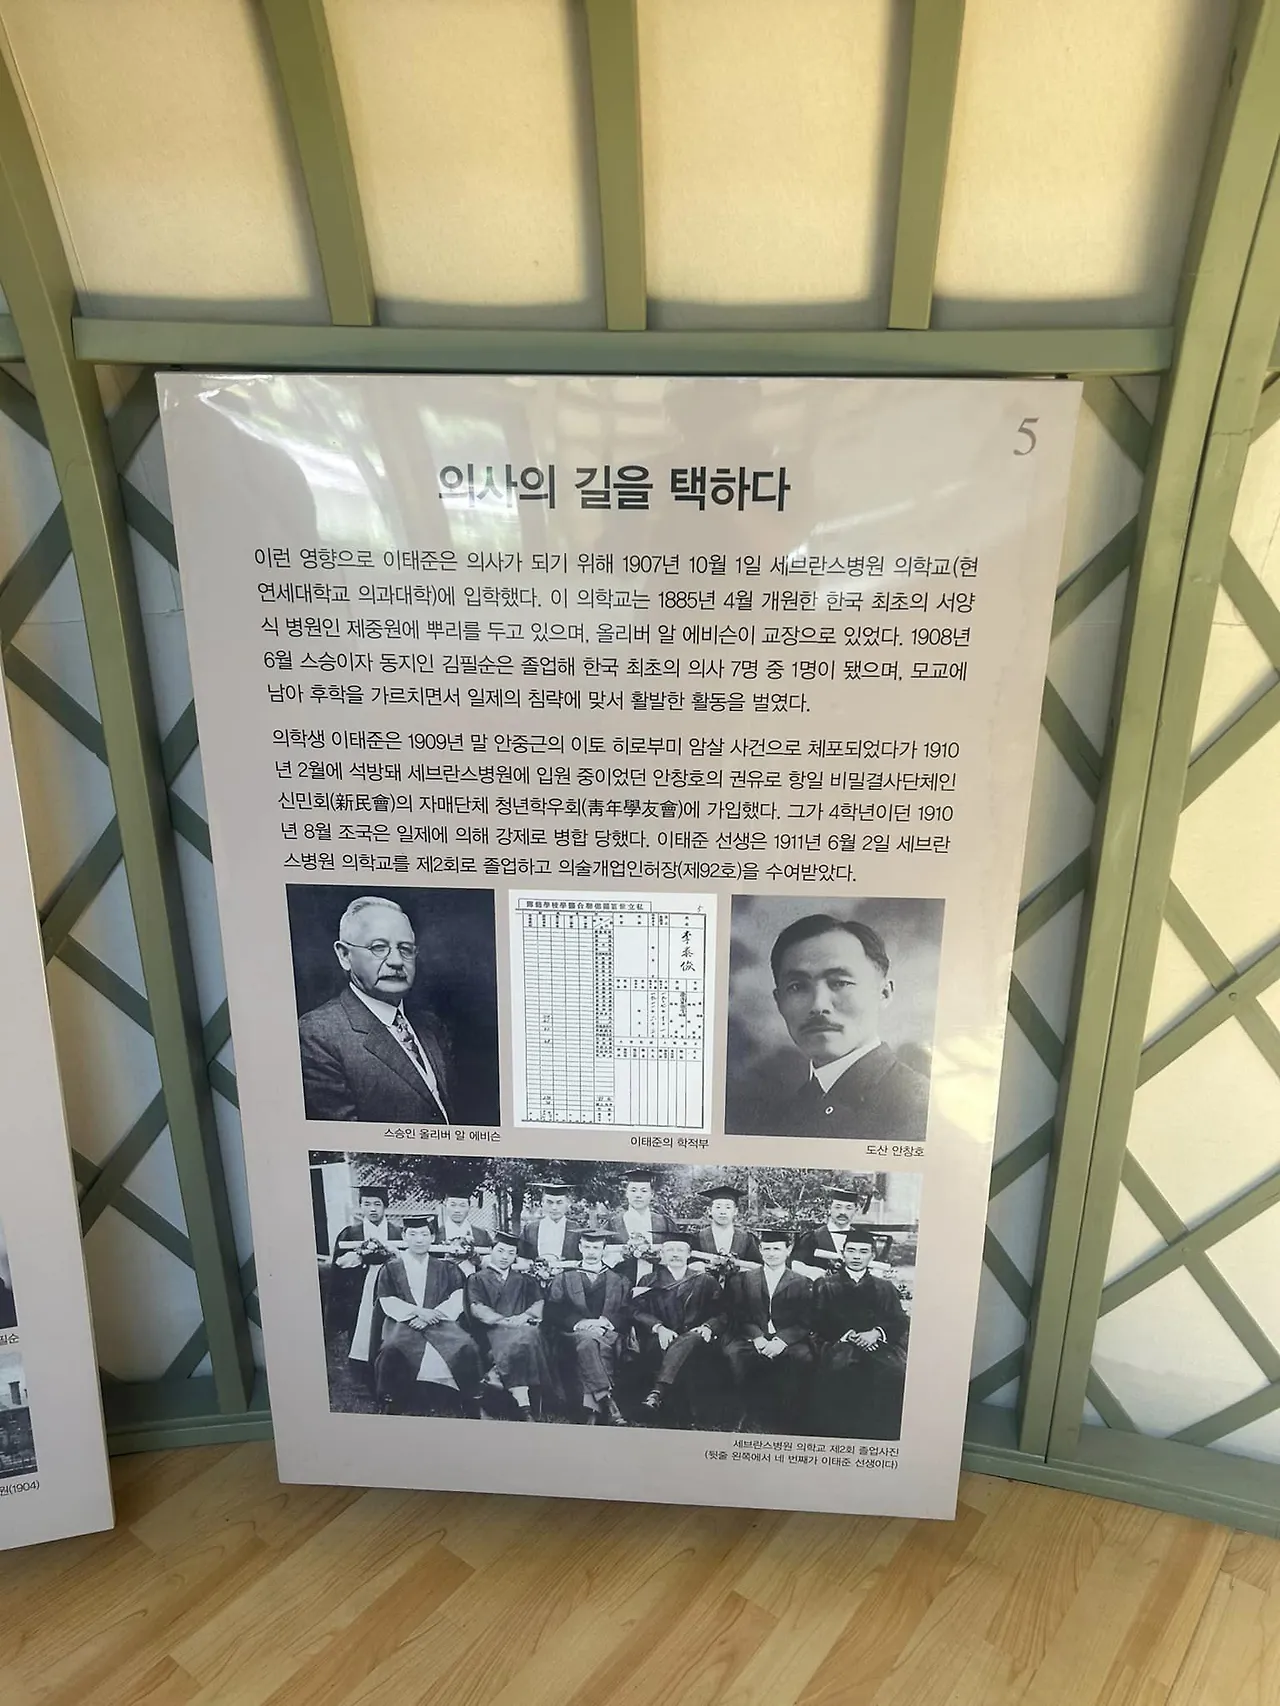 5
의사의 길을 택하다
이런 영향으로 이태준은 의사가 되기 위해 1907년 10월 1일 세브란스병원 의학교(현
연세대학교 의과대학)에 입학했다. 이 의학교는 1885년 4월 개원한 한국 최초의 서양
식 병원인 제중원에 뿌리를 두고 있으며, 올리버 알 에비슨이 교장으로 있었다. 1908년
6월 스승이자 동지인 김필순은 졸업해 한국 최초의 의사 7명 중 1명이 됐으며, 모교에
남아 후학을 가르치면서 일제의 침략에 맞서 활발한 활동을 벌였다.
의학생 이태준은 1909년 말 안중근의 이토 히로부미 암살 사건으로 체포되었다가 1910
년 2월에 석방돼 세브란스병원에 입원 중이었던 안창호의 권유로 항일 비밀결사단체인
신민회(新民會)의 자매단체 청년학우회(靑年學友會)에 가입했다. 그가 4학년이던 1910
년 8월 조국은 일제에 의해 강제로 병합 당했다. 이태준 선생은 1911년 6월 2일 세브란
스병원 의학교를 제2회로 졸업하고 의술개업인허장(제92호)을 수여받았다.
李泰俊
스승인 올리버 알 에비슨
이태준의 학적부
도산 안창호
세브란스병원 의학교 제2회 졸업사진
(뒷줄 왼쪽에서 네 번째가 이태준 선생이다)
필순
원(1904)